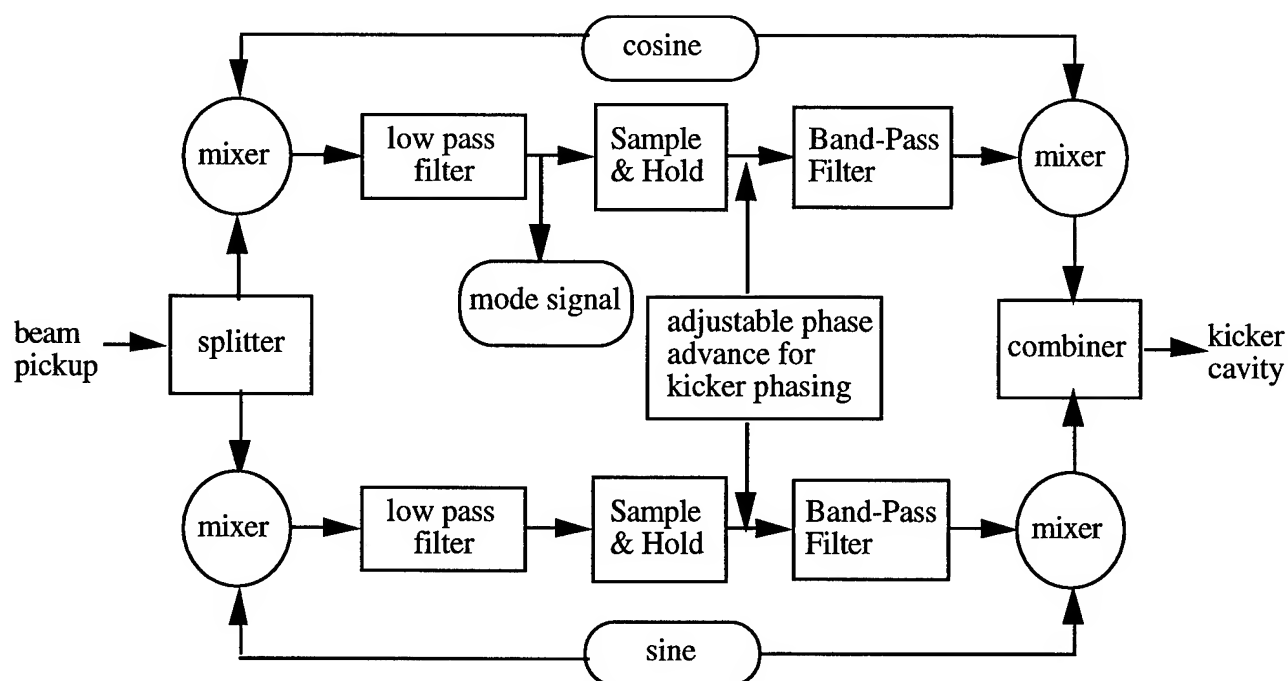 cosine
mixer
low pass
filter
Sample
& Hold
Band-Pass
Filter
mixer
mode signal
beam
pickup
splitter
adjustable phase
advance for
kicker phasing
combiner
kicker
cavity
mixer
low pass
filter
Sample
& Hold
Band-Pass
Filter
mixer
sine